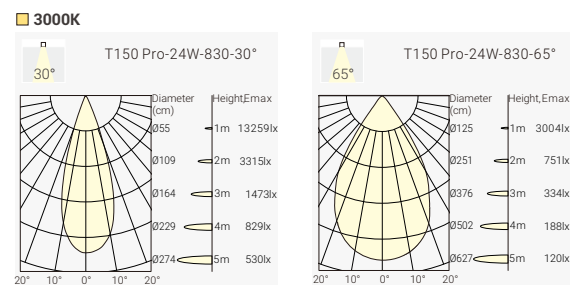 3000K
T150 Pro-24W-830-30°
30°
Diameter (cm) Height,Emax
Ø55 1m 13259lx
Ø109 2m 3315lx
Ø164 3m 1473lx
Ø229 4m 829lx
Ø274 5m 530lx
20° 10° 0° 10° 20°
T150 Pro-24W-830-65°
65°
Diameter (cm) Height,Emax
Ø125 1m 3004lx
Ø251 2m 751lx
Ø376 3m 334lx
Ø502 4m 188lx
Ø627 5m 120lx
20° 10° 0° 10° 20°